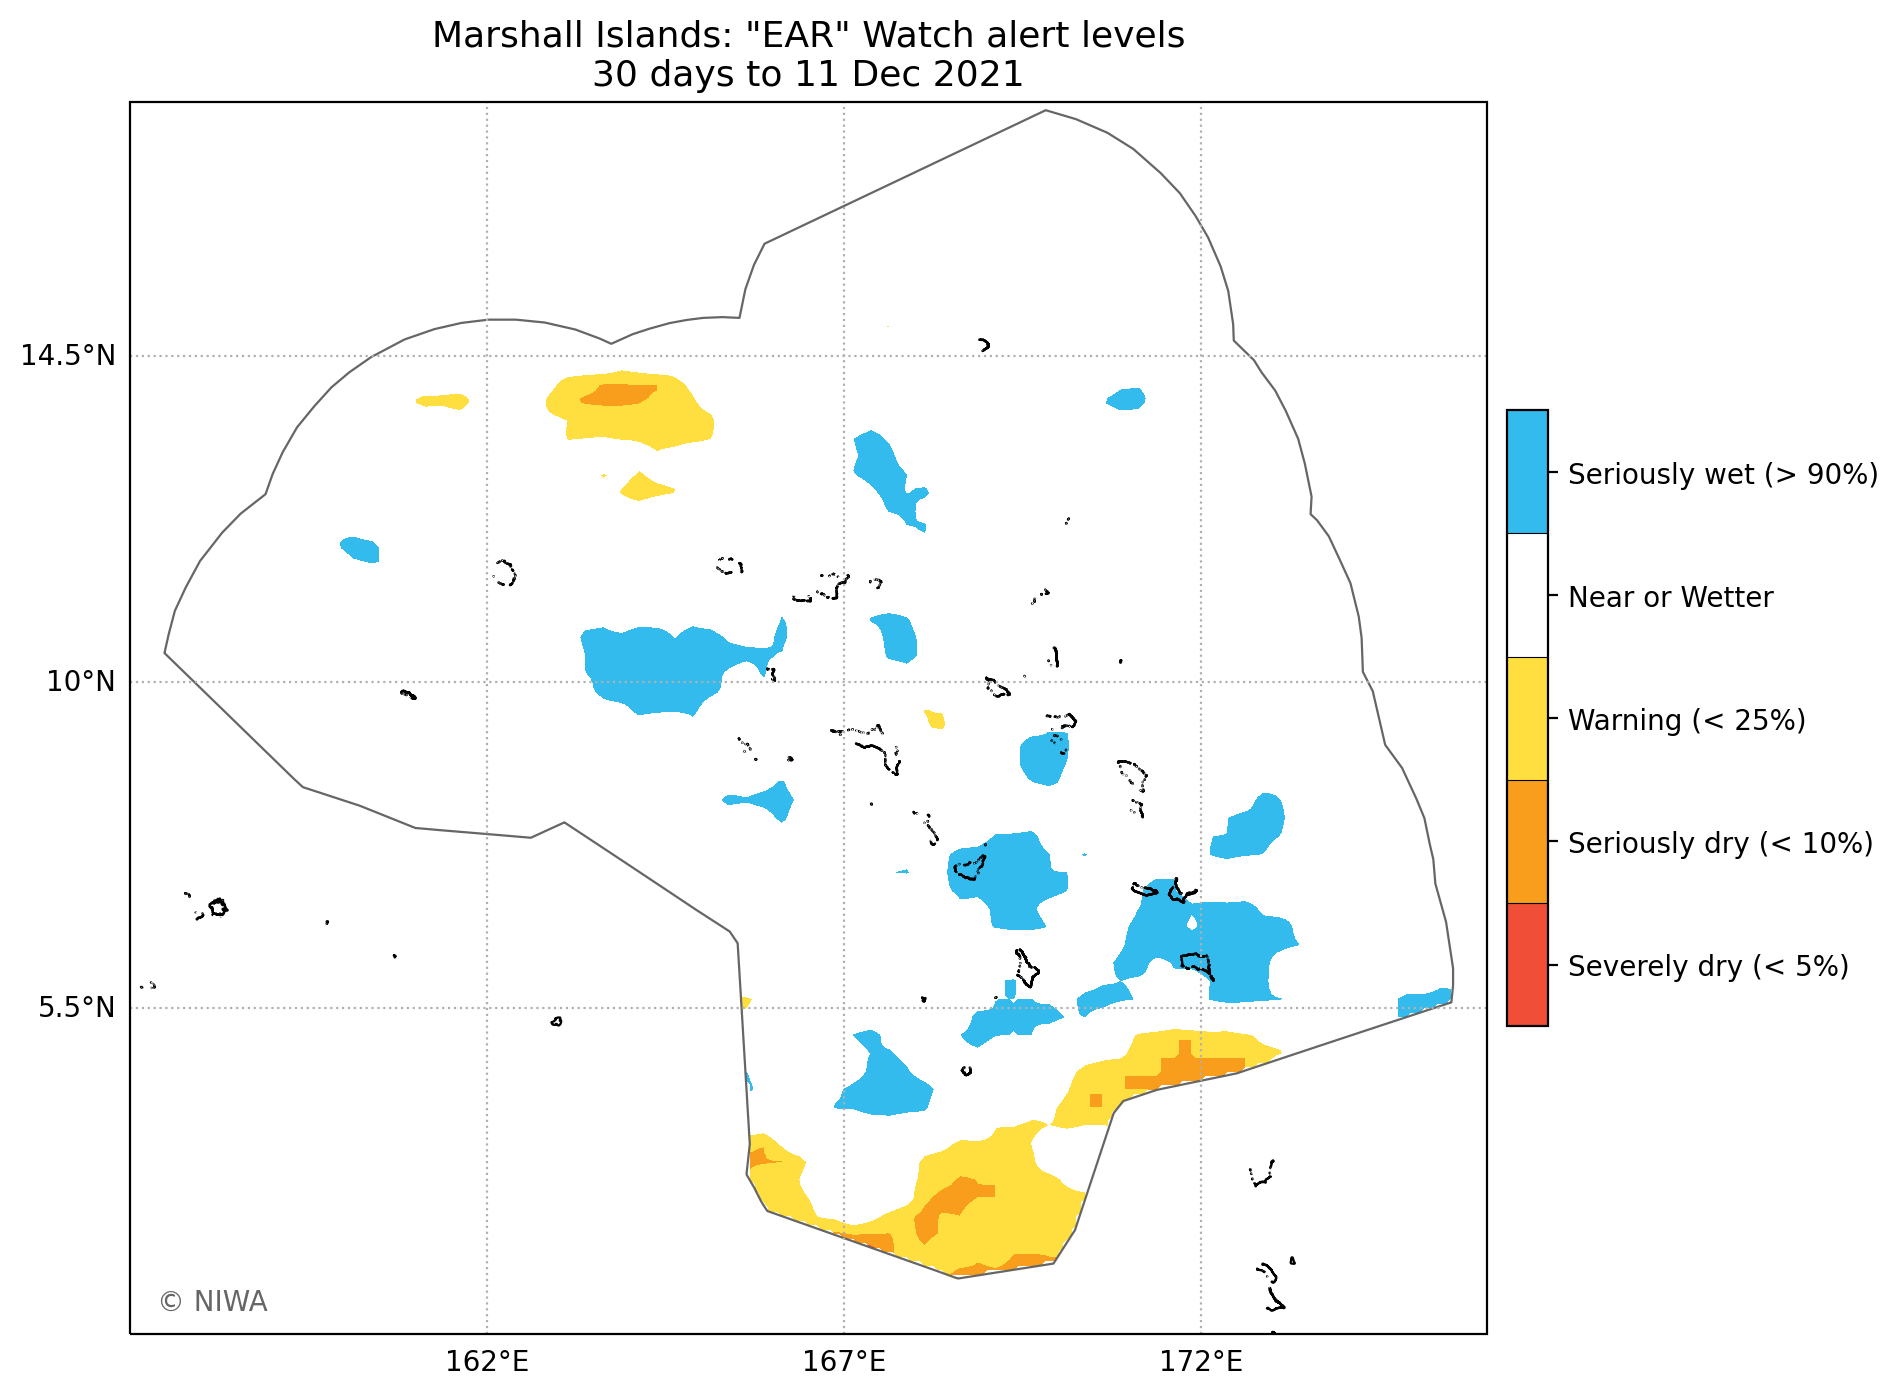 Marshall Islands: "EAR" Watch alert levels
30 days to 11 Dec 2021
14.5°N
10°N
5.5°N
162°E
167°E
172°E
© NIWA
Seriously wet (> 90%)
Near or Wetter
Warning (< 25%)
Seriously dry (< 10%)
Severely dry (< 5%)